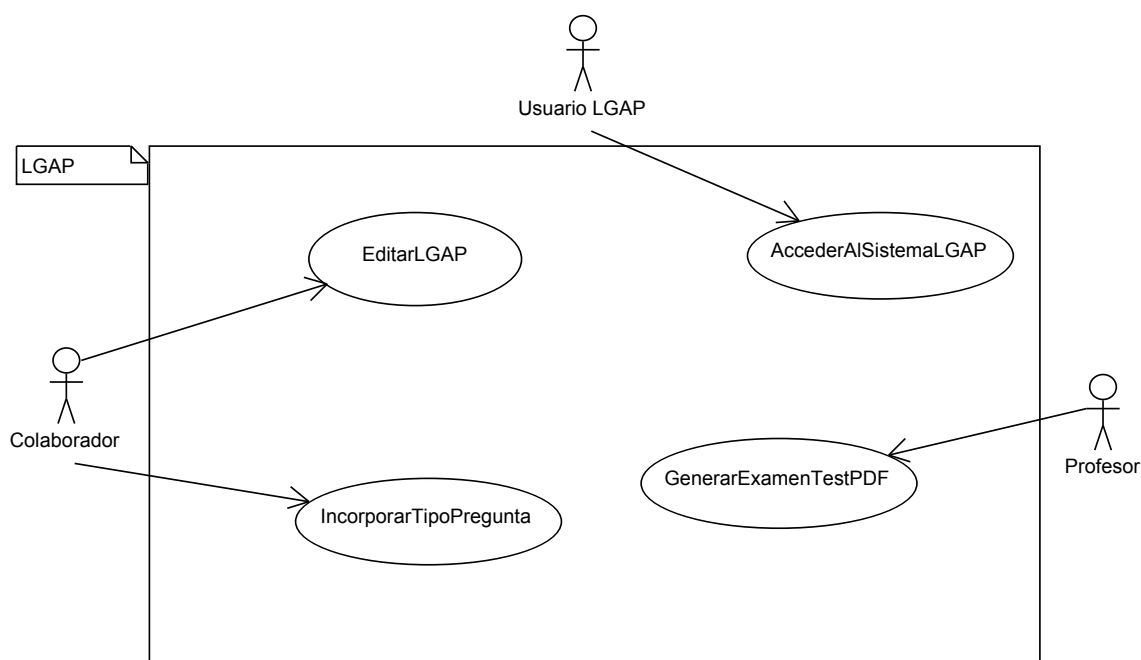 Usuario LGAP
LGAP
EditarLGAP
AccederAlSistemaLGAP
Colaborador
Profesor
GenerarExamenTestPDF
IncorporarTipoPregunta